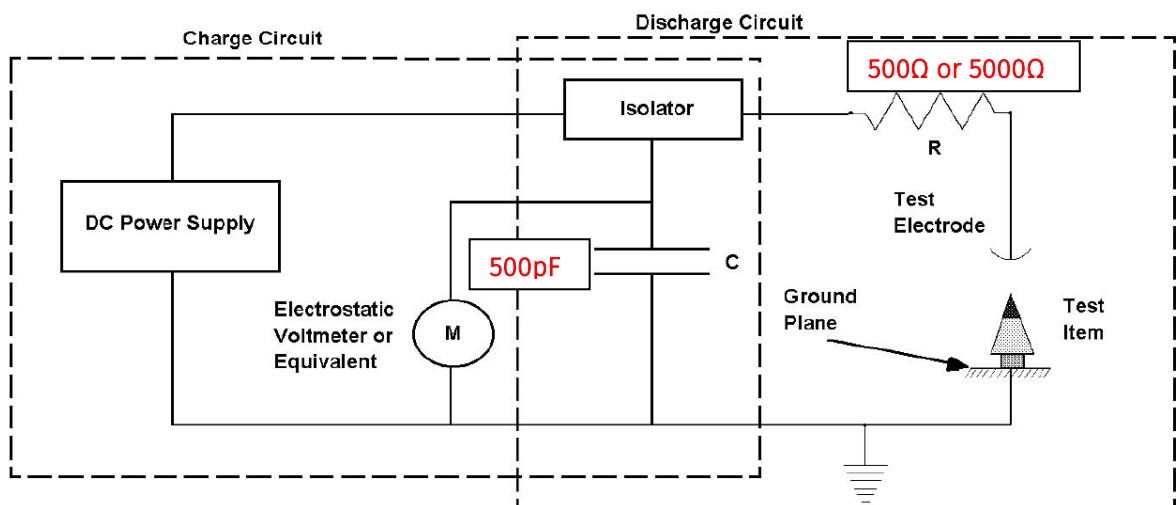 Discharge Circuit
Charge Circuit
500Ω or 5000Ω
Isolator
R
DC Power Supply
Test
Electrode
500pF
C
Electrostatic
Voltmeter or
Equivalent
M
Ground
Plane
Test
Item